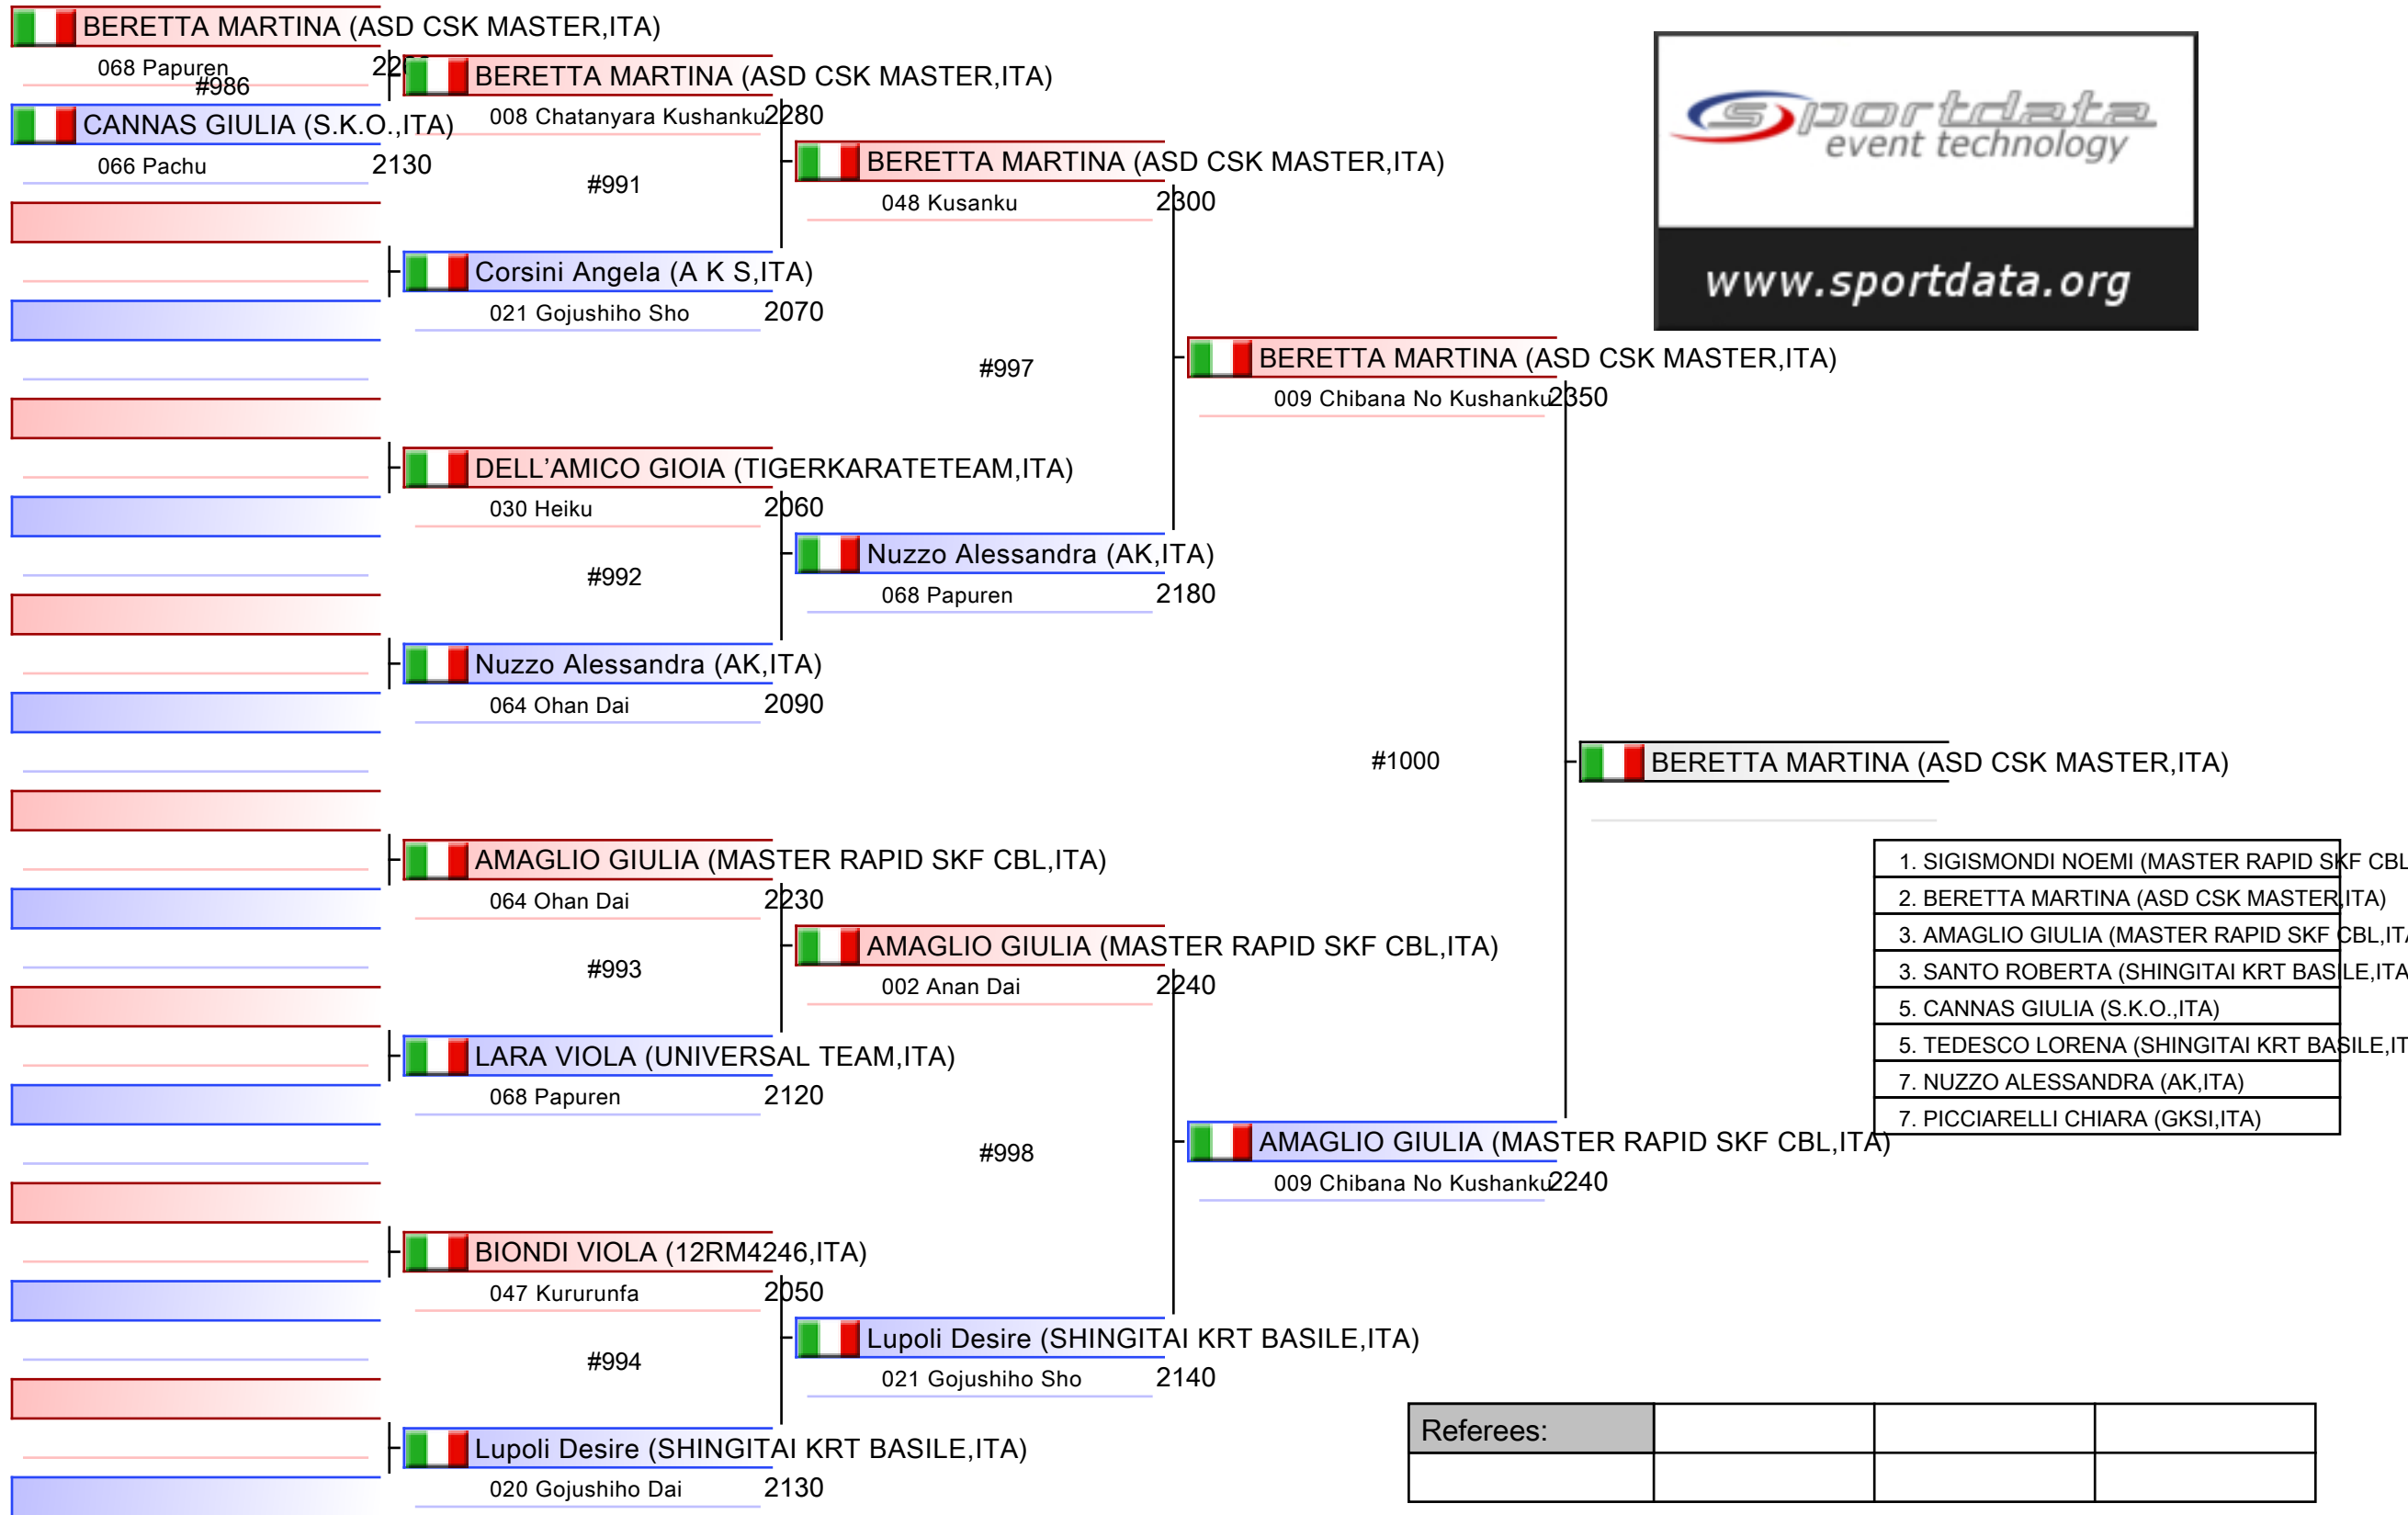 BERETTA MARTINA (ASD CSK MASTER,ITA)
068 Papuren
#986
CANNAS GIULIA (S.K.O.,ITA)
066 Pachu 2130
BERETTA MARTINA (ASD CSK MASTER,ITA)
008 Chatanyara Kushanku 2280
#991
Corsini Angela (A K S,ITA)
021 Gojushiho Sho 2070
DELL'AMICO GIOIA (TIGERKARATETEAM,ITA)
030 Heiku 2060
#992
Nuzzo Alessandra (AK,ITA)
064 Ohan Dai 2090
AMAGLIO GIULIA (MASTER RAPID SKF CBL,ITA)
064 Ohan Dai 2230
#993
LARA VIOLA (UNIVERSAL TEAM,ITA)
068 Papuren 2120
BIONDI VIOLA (12RM4246,ITA)
047 Kururunfa 2050
#994
Lupoli Desire (SHINGITAI KRT BASILE,ITA)
020 Gojushiho Dai 2130
BERETTA MARTINA (ASD CSK MASTER,ITA)
048 Kusanku 2300
#997
Nuzzo Alessandra (AK,ITA)
068 Papuren 2180
AMAGLIO GIULIA (MASTER RAPID SKF CBL,ITA)
002 Anan Dai 2240
#998
Lupoli Desire (SHINGITAI KRT BASILE,ITA)
021 Gojushiho Sho 2140
BERETTA MARTINA (ASD CSK MASTER,ITA)
009 Chibana No Kushanku 2350
#1000
AMAGLIO GIULIA (MASTER RAPID SKF CBL,ITA)
009 Chibana No Kushanku 2240
BERETTA MARTINA (ASD CSK MASTER,ITA)
sportdata
event technology
www.sportdata.org
1. SIGISMONDI NOEMI (MASTER RAPID SKF CBL
2. BERETTA MARTINA (ASD CSK MASTER,ITA)
3. AMAGLIO GIULIA (MASTER RAPID SKF CBL,ITA
3. SANTO ROBERTA (SHINGITAI KRT BASILE,ITA
5. CANNAS GIULIA (S.K.O.,ITA)
5. TEDESCO LORENA (SHINGITAI KRT BASILE,IT
7. NUZZO ALESSANDRA (AK,ITA)
7. PICCIARELLI CHIARA (GKSI,ITA)
Referees: